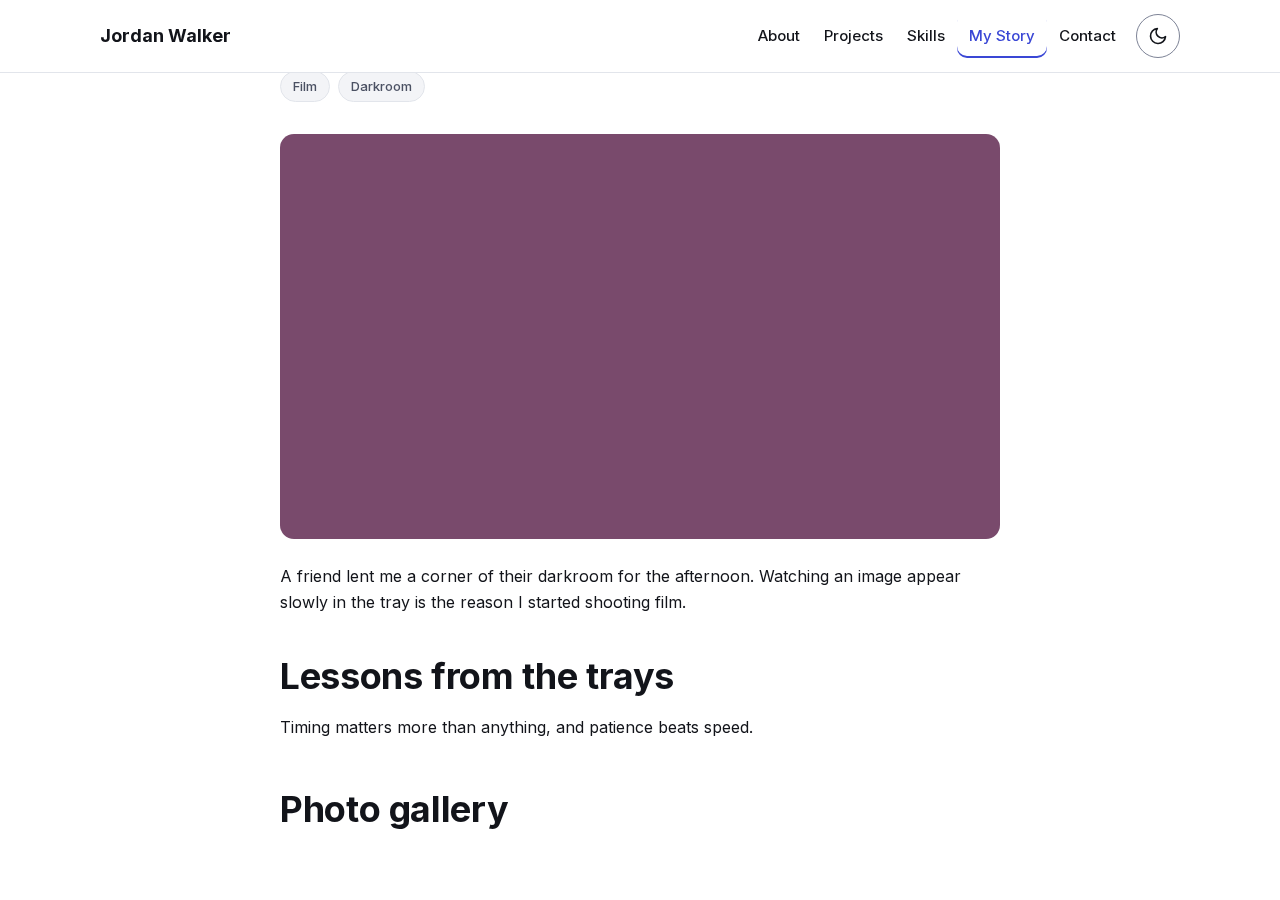 Jordan Walker
About Projects Skills My Story Contact
Film Darkroom
A friend lent me a corner of their darkroom for the afternoon. Watching an image appear
slowly in the tray is the reason I started shooting film.
Lessons from the trays
Timing matters more than anything, and patience beats speed.
Photo gallery